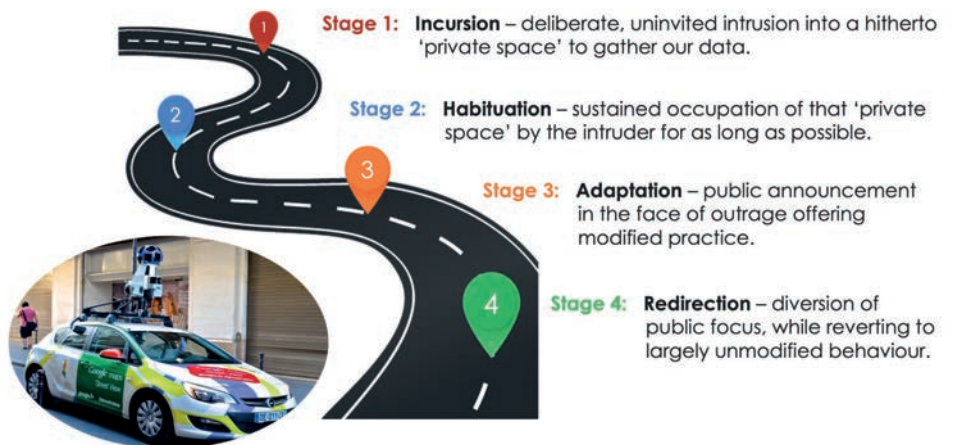 1
Stage 1: Incursion – deliberate, uninvited intrusion into a hitherto
'private space' to gather our data.
2
Stage 2: Habituation – sustained occupation of that 'private
space' by the intruder for as long as possible.
3
Stage 3: Adaptation – public announcement
in the face of outrage offering
modified practice.
4
Stage 4: Redirection – diversion of
public focus, while reverting to
largely unmodified behaviour.
Google maps
Street View